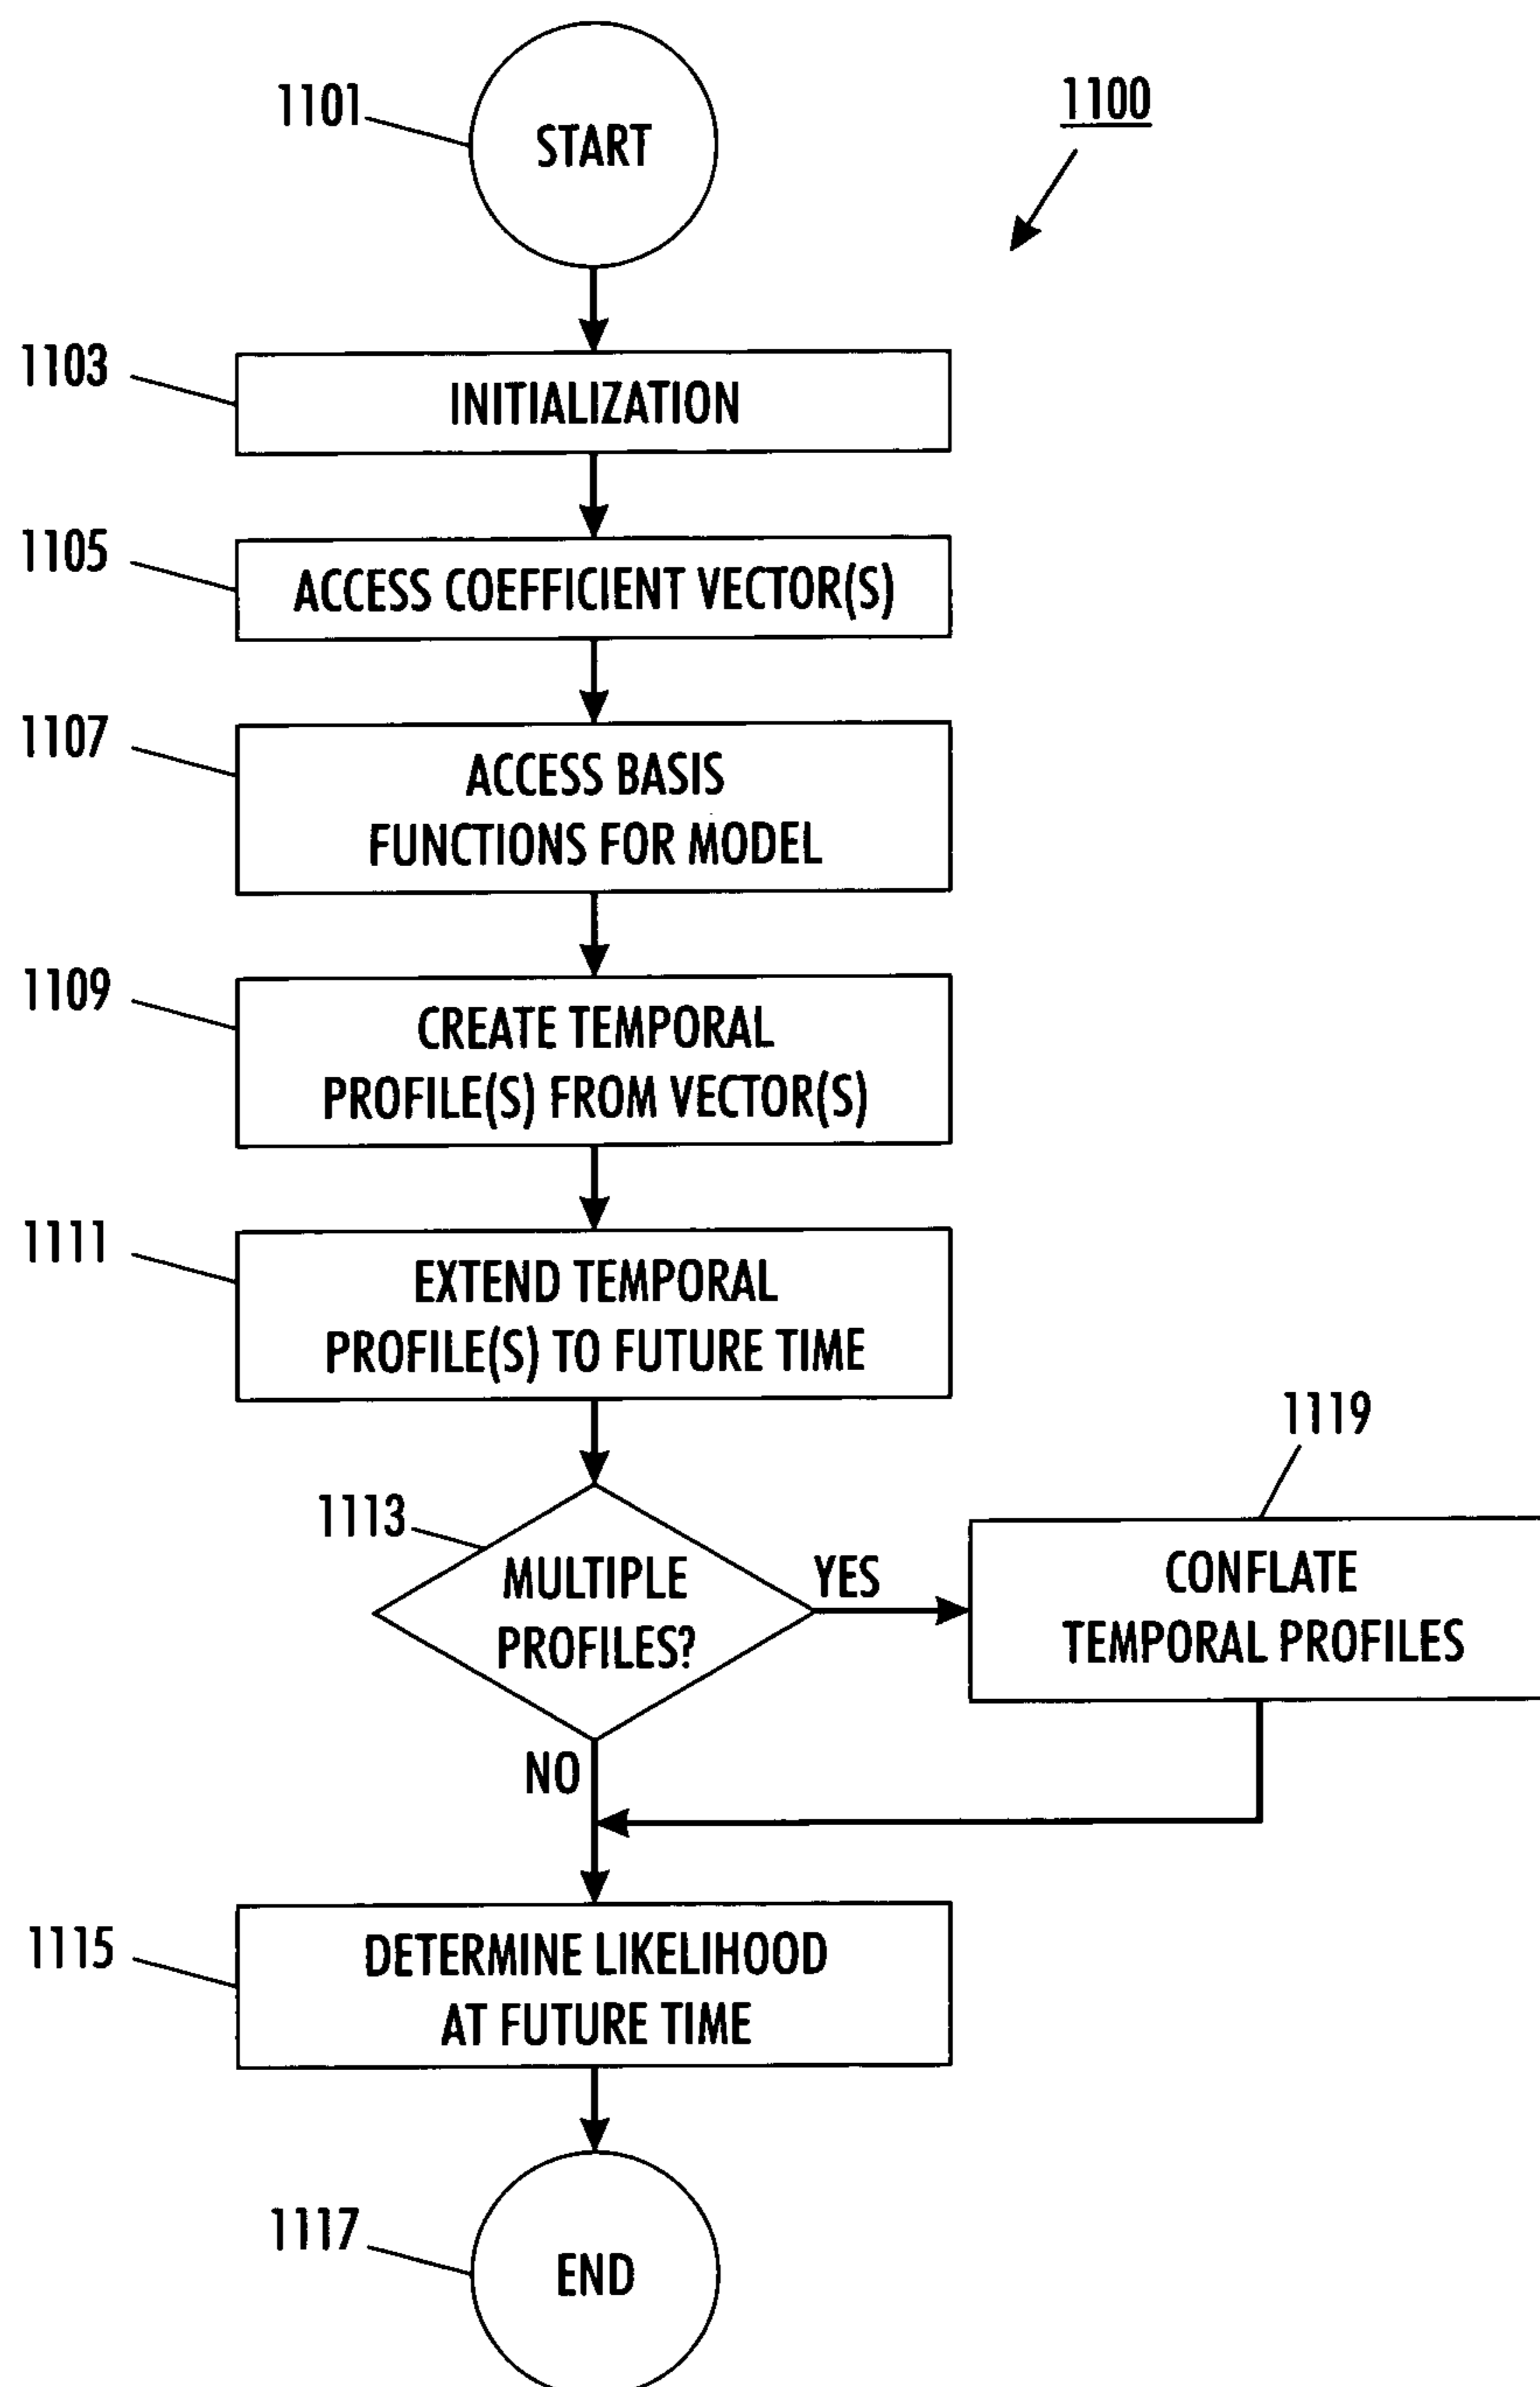 1101
START
1100
1103
INITIALIZATION
1105
ACCESS COEFFICIENT VECTOR(S)
1107
ACCESS BASIS
FUNCTIONS FOR MODEL
1109
CREATE TEMPORAL
PROFILE(S) FROM VECTOR(S)
1111
EXTEND TEMPORAL
PROFILE(S) TO FUTURE TIME
1113
MULTIPLE
PROFILES?
YES
1119
CONFLATE
TEMPORAL PROFILES
NO
1115
DETERMINE LIKELIHOOD
AT FUTURE TIME
1117
END